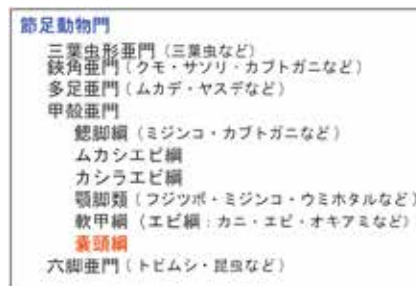 節足動物門
三葉虫形亜門（三葉虫など）
鋏角亜門（クモ・サソリ・カブトガニなど）
多足亜門（ムカデ・ヤスデなど）
甲殻亜門
鰓脚綱（ミジンコ・カブトガニなど）
ムカシエビ綱
カシラエビ綱
顎脚類（フジツボ・ミジンコ・ウミホタルなど）
軟甲綱（エビ綱：カニ・エビ・オキアミなど）
嚢頭綱
六脚亜門（トビムシ・昆虫など）